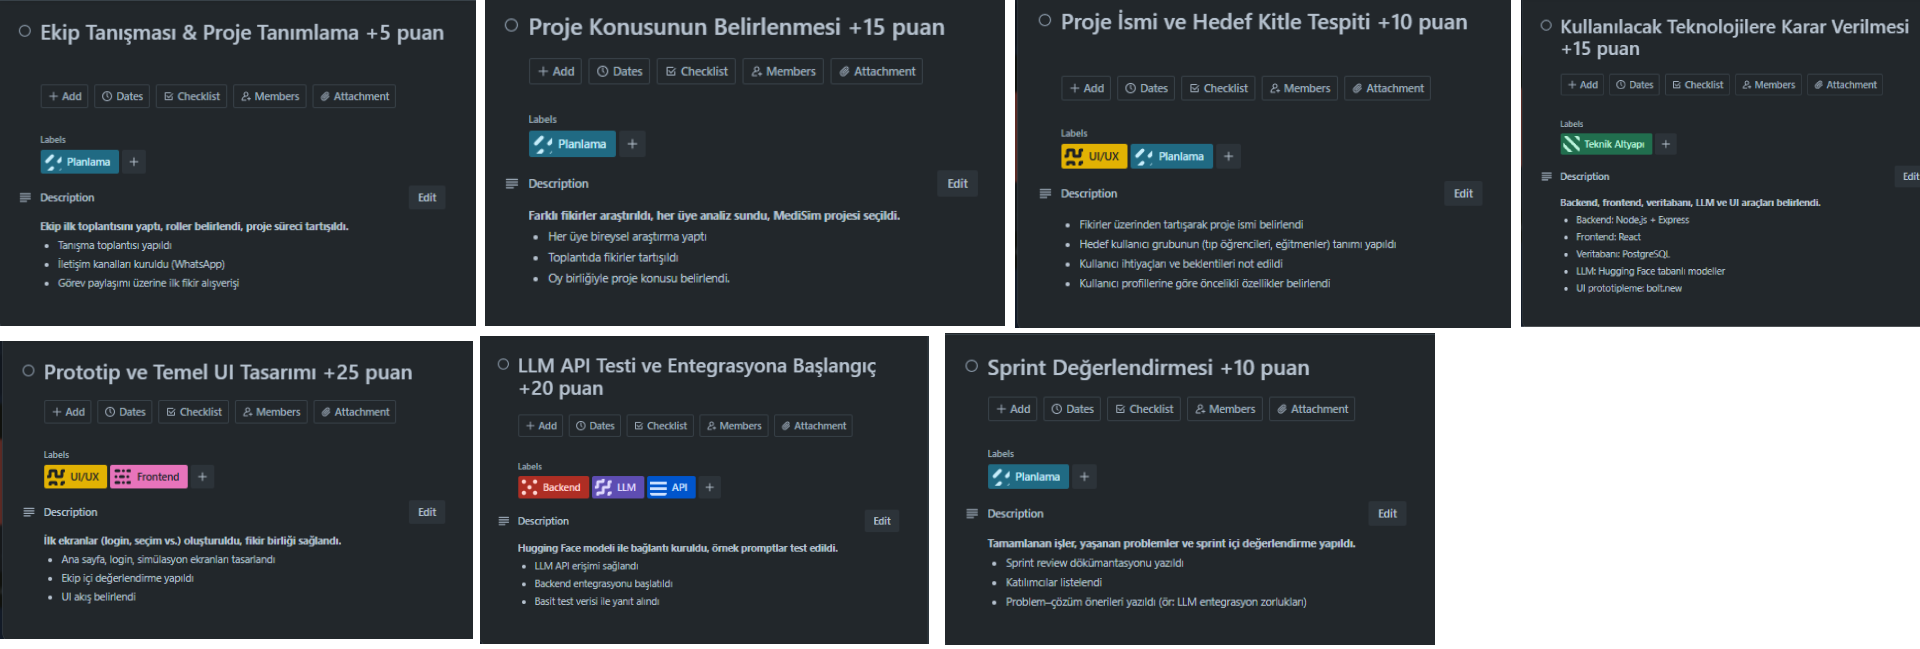 Ekip Tanışması & Proje Tanımlama +5 puan
+ Add Dates Checklist Members Attachment
Labels
Planlama +
Description Edit
Ekip ilk toplantısını yaptı, roller belirlendi, proje süreci tartışıldı.
Tanışma toplantısı yapıldı
İletişim kanalları kuruldu (WhatsApp)
Görev paylaşımı üzerine ilk fikir alışverişi
Proje Konusunun Belirlenmesi +15 puan
+ Add Dates Checklist Members Attachment
Labels
Planlama +
Description Edit
Farklı fikirler araştırıldı, her üye analiz sundu, MediSim projesi seçildi.
Her üye bireysel araştırma yaptı
Toplantıda fikirler tartışıldı
Oy birliğiyle proje konusu belirlendi.
Proje İsmi ve Hedef Kitle Tespiti +10 puan
+ Add Dates Checklist Members Attachment
Labels
UI/UX Planlama +
Description Edit
Fikirler üzerinden tartışarak proje ismi belirlendi
Hedef kullanıcı grubunun (tıp öğrencileri, eğitmenler) tanımı yapıldı
Kullanıcı ihtiyaçları ve beklentileri not edildi
Kullanıcı profillerine göre öncelikli özellikler belirlendi
Kullanılacak Teknolojilere Karar Verilmesi
+15 puan
+ Add Dates Checklist Members Attachment
Labels
Teknik Altyapı +
Description Edit
Backend, frontend, veritabanı, LLM ve UI araçları belirlendi.
Backend: Node.js + Express
Frontend: React
Veritabanı: PostgreSQL
LLM: Hugging Face tabanlı modeller
UI prototipleme: bolt.new
Prototip ve Temel UI Tasarımı +25 puan
+ Add Dates Checklist Members Attachment
Labels
UI/UX Frontend +
Description Edit
İlk ekranlar (login, seçim vs.) oluşturuldu, fikir birliği sağlandı.
Ana sayfa, login, simülasyon ekranları tasarlandı
Ekip içi değerlendirme yapıldı
UI akış belirlendi
LLM API Testi ve Entegrasyona Başlangıç
+20 puan
+ Add Dates Checklist Members Attachment
Labels
Backend LLM API +
Description Edit
Hugging Face modeli ile bağlantı kuruldu, örnek promptlar test edildi.
LLM API erişimi sağlandı
Backend entegrasyonu başlatıldı
Basit test verisi ile yanıt alındı
Sprint Değerlendirmesi +10 puan
+ Add Dates Checklist Members Attachment
Labels
Planlama +
Description Edit
Tamamlanan işler, yaşanan problemler ve sprint içi değerlendirme yapıldı.
Sprint review dökümantasyonu yazıldı
Katılımcılar listelendi
Problem–çözüm önerileri yazıldı (ör: LLM entegrasyon zorlukları)